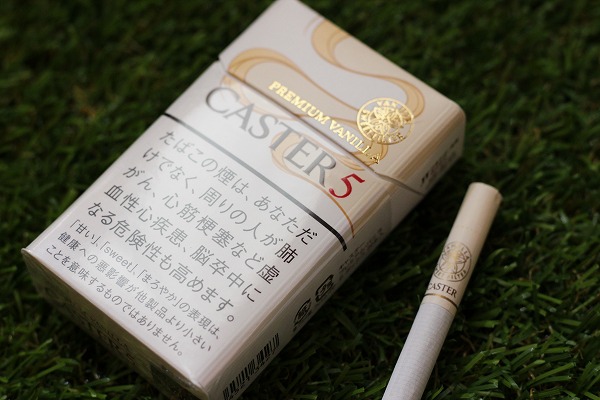 PREMIUM VANILLA
VANILLA
CASTER 5
たばこの煙は、あなただ
けでなく、周りの人が肺
がん、心筋梗塞など虚
血性心疾患、脳卒中に
なる危険性も高めます。
「甘い」、「sweet」、「まろやか」の表現は、
健康への悪影響が他製品より小さい
ことを意味するものではありません。
CASTER